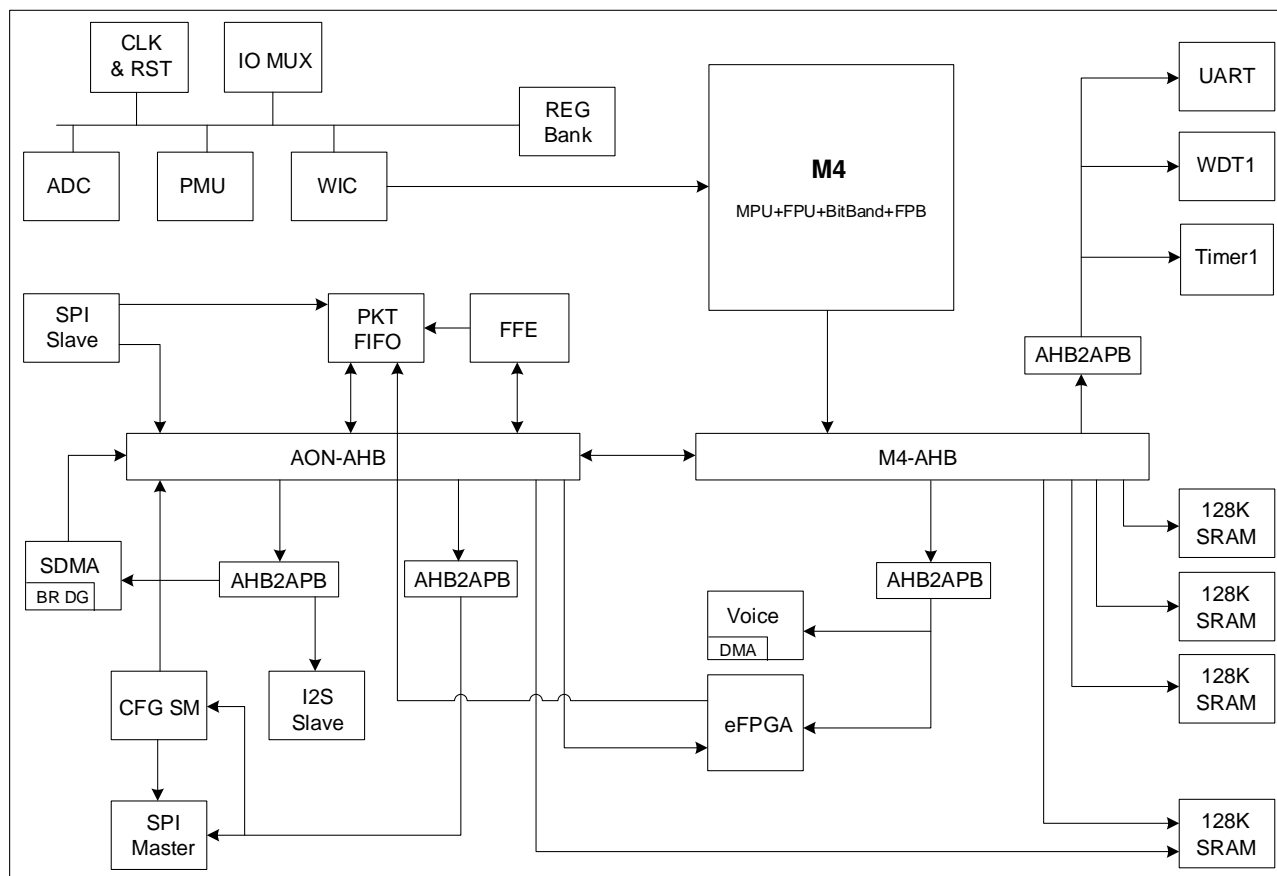 CLK
& RST
IO MUX
REG
Bank
ADC
PMU
WIC
M4
MPU+FPU+BitBand+FPB
UART
WDT1
Timer1
SPI
Slave
PKT
FIFO
FFE
AHB2APB
AON-AHB
M4-AHB
SDMA
BR DG
AHB2APB
AHB2APB
AHB2APB
Voice
DMA
128K
SRAM
128K
SRAM
128K
SRAM
CFG SM
I2S
Slave
eFPGA
SPI
Master
128K
SRAM